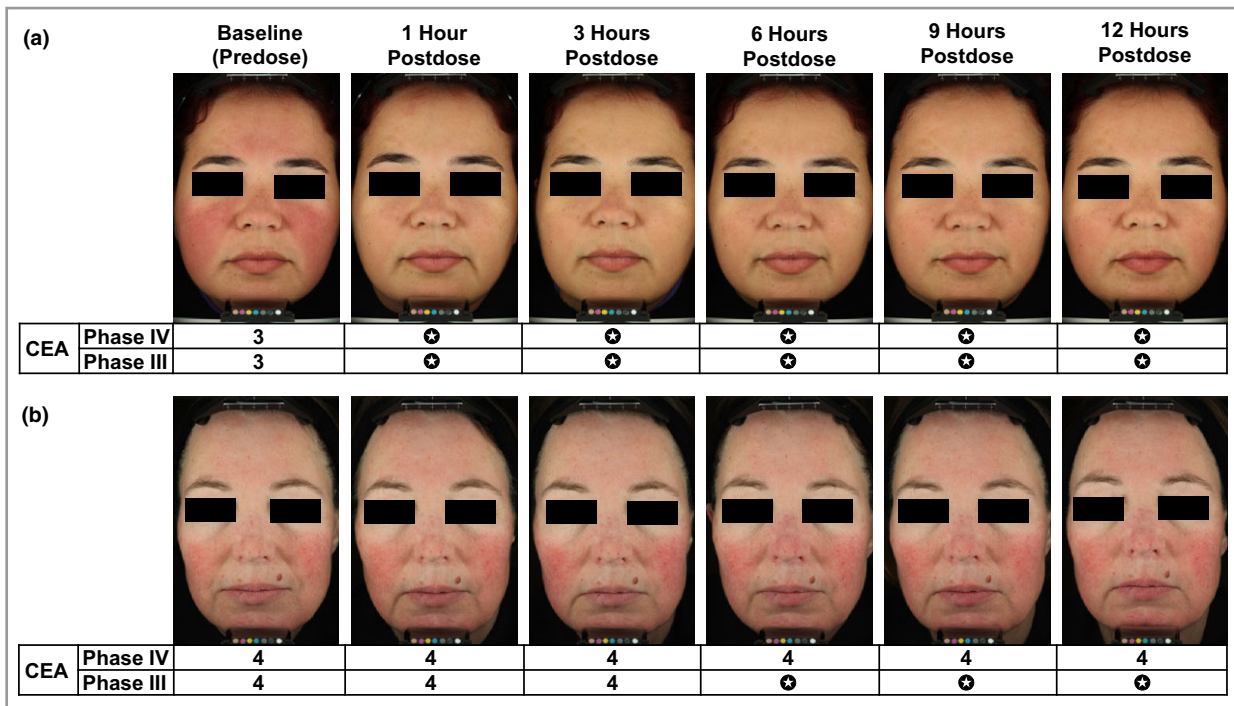 (a)
Baseline (Predose) 1 Hour Postdose 3 Hours Postdose 6 Hours Postdose 9 Hours Postdose 12 Hours Postdose
CEA Phase IV 3 ✪ ✪ ✪ ✪ ✪
Phase III 3 ✪ ✪ ✪ ✪ ✪
(b)
CEA Phase IV 4 4 4 4 4 4
Phase III 4 4 4 ✪ ✪ ✪